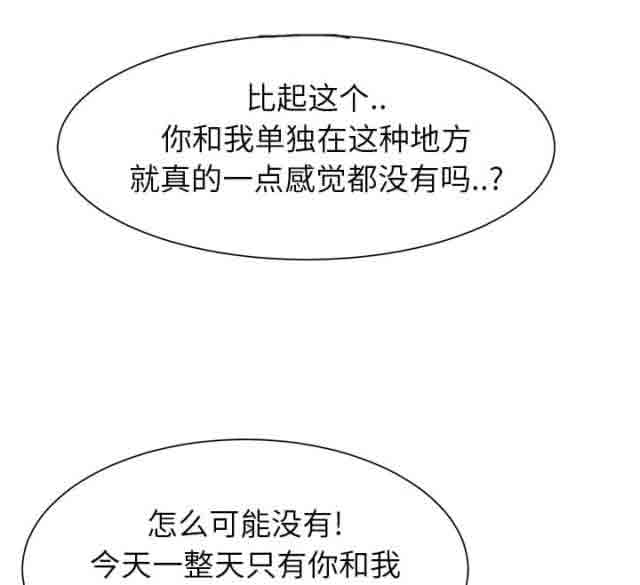 比起这个..
你和我单独在这种地方
就真的一点感觉都没有吗..?
怎么可能没有!
今天一整天只有你和我